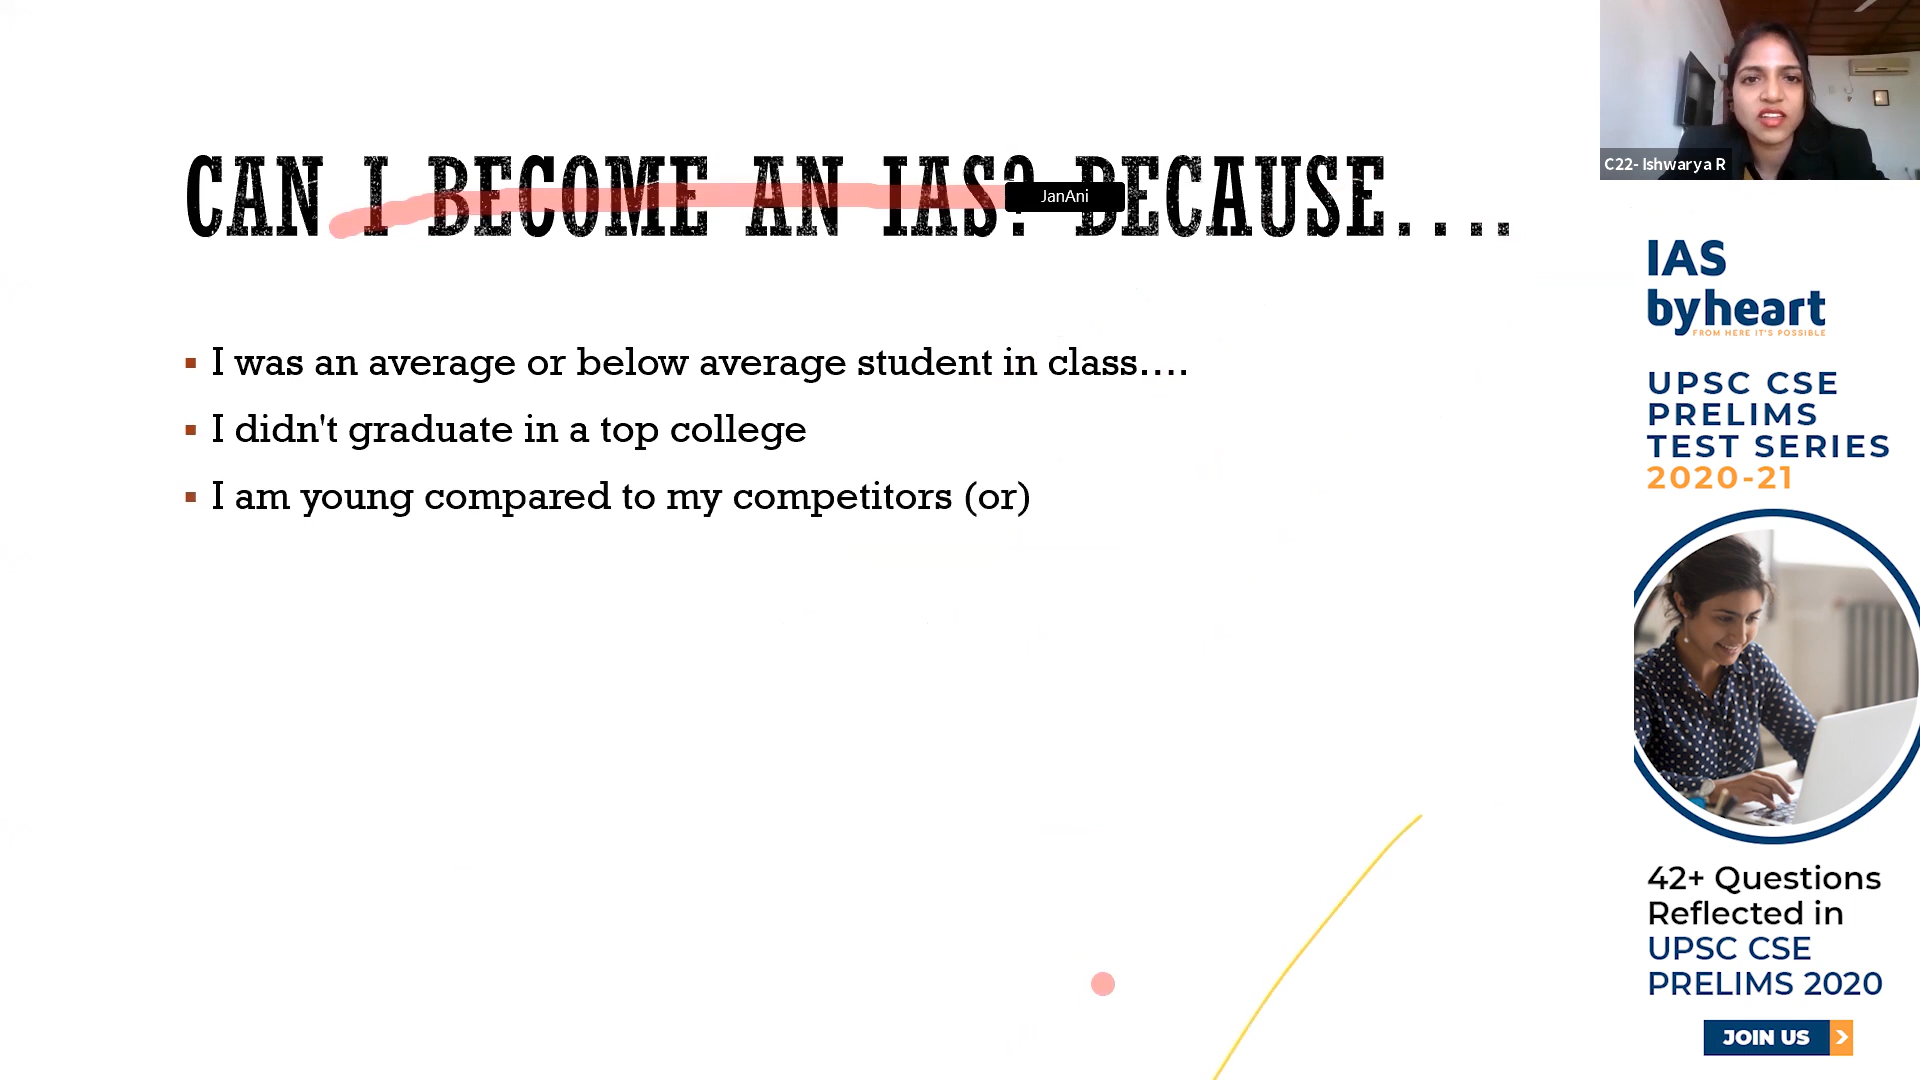 CAN I BECOME AN IAS? BECAUSE....
JanAni
I was an average or below average student in class....
I didn't graduate in a top college
I am young compared to my competitors (or)
C22- Ishwarya R
IAS
byheart
FROM HERE IT'S POSSIBLE
UPSC CSE
PRELIMS
TEST SERIES
2020-21
42+ Questions
Reflected in
UPSC CSE
PRELIMS 2020
JOIN US